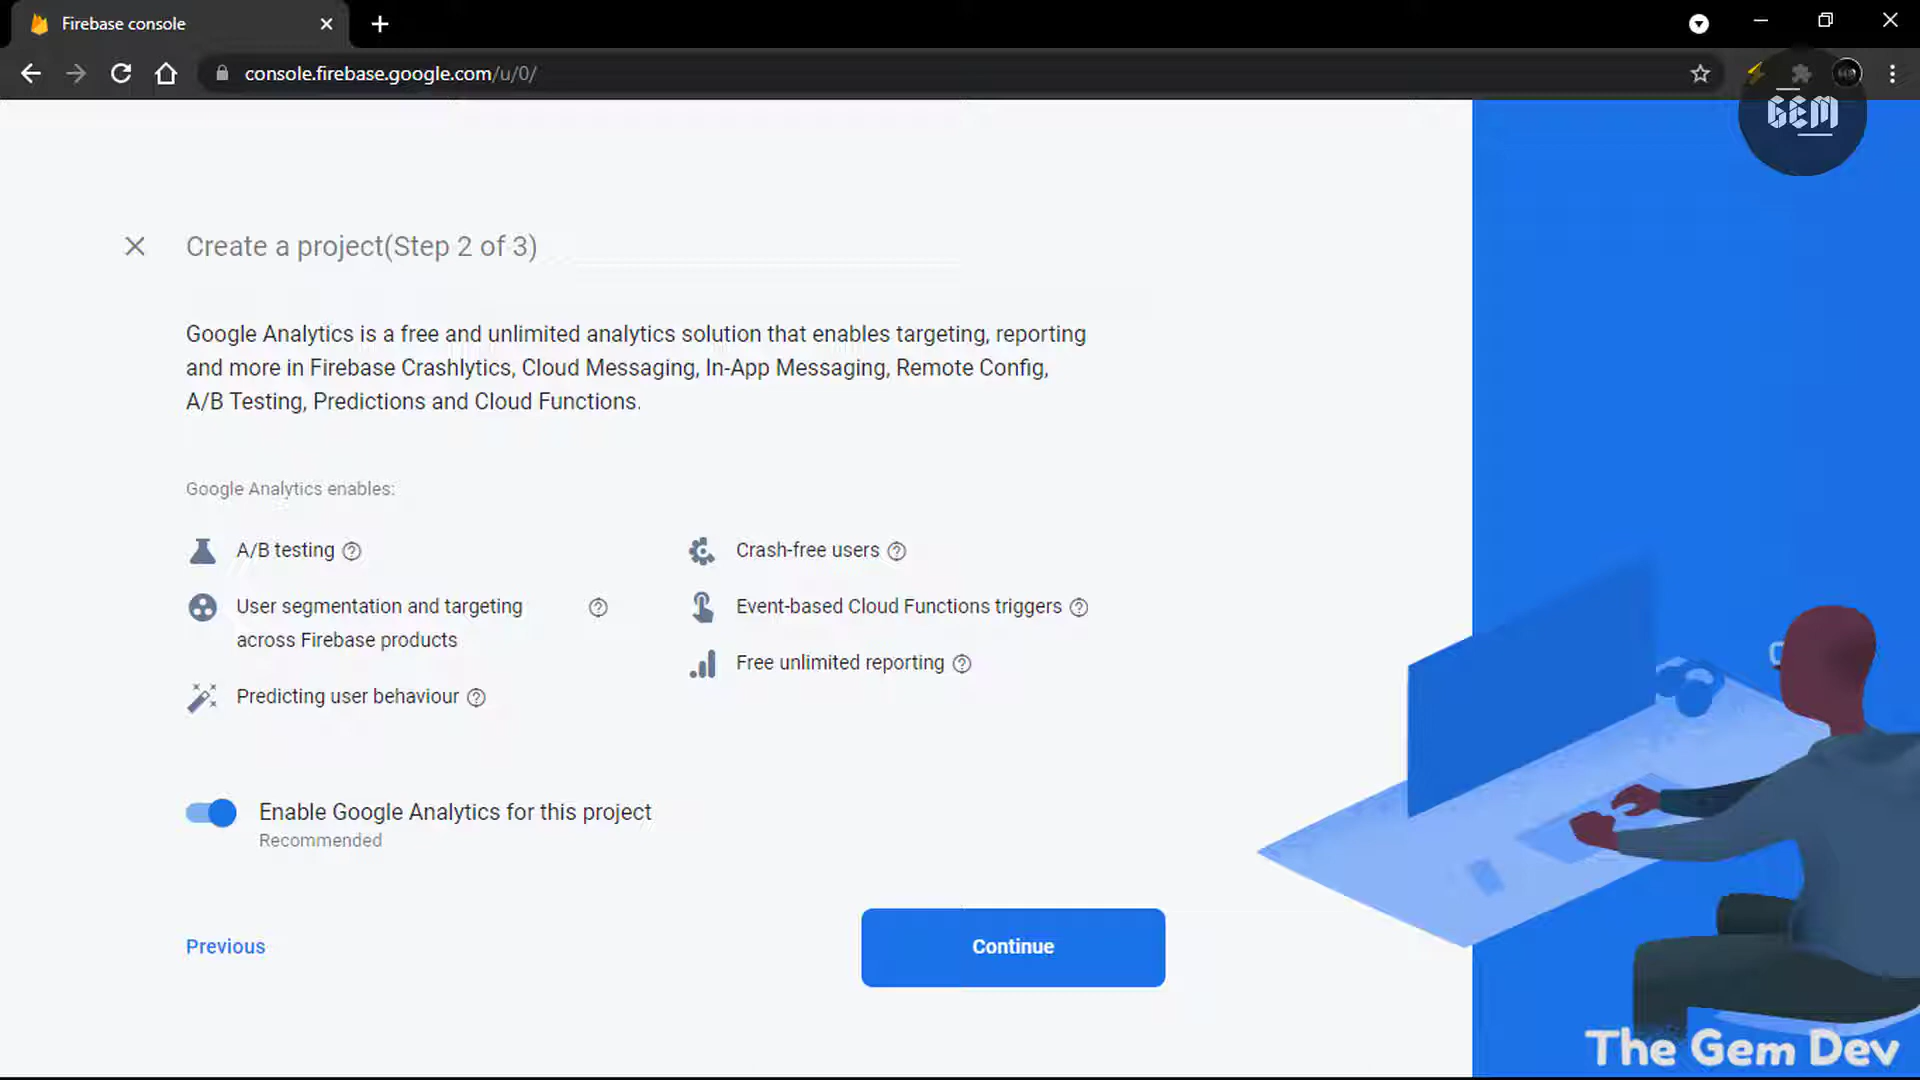 Firebase console
console.firebase.google.com/u/0/
GEM
Create a project(Step 2 of 3)
Google Analytics is a free and unlimited analytics solution that enables targeting, reporting
and more in Firebase Crashlytics, Cloud Messaging, In-App Messaging, Remote Config,
A/B Testing, Predictions and Cloud Functions.
Google Analytics enables:
A/B testing
User segmentation and targeting
across Firebase products
Predicting user behaviour
Crash-free users
Event-based Cloud Functions triggers
Free unlimited reporting
Enable Google Analytics for this project
Recommended
Previous
Continue
The Gem Dev